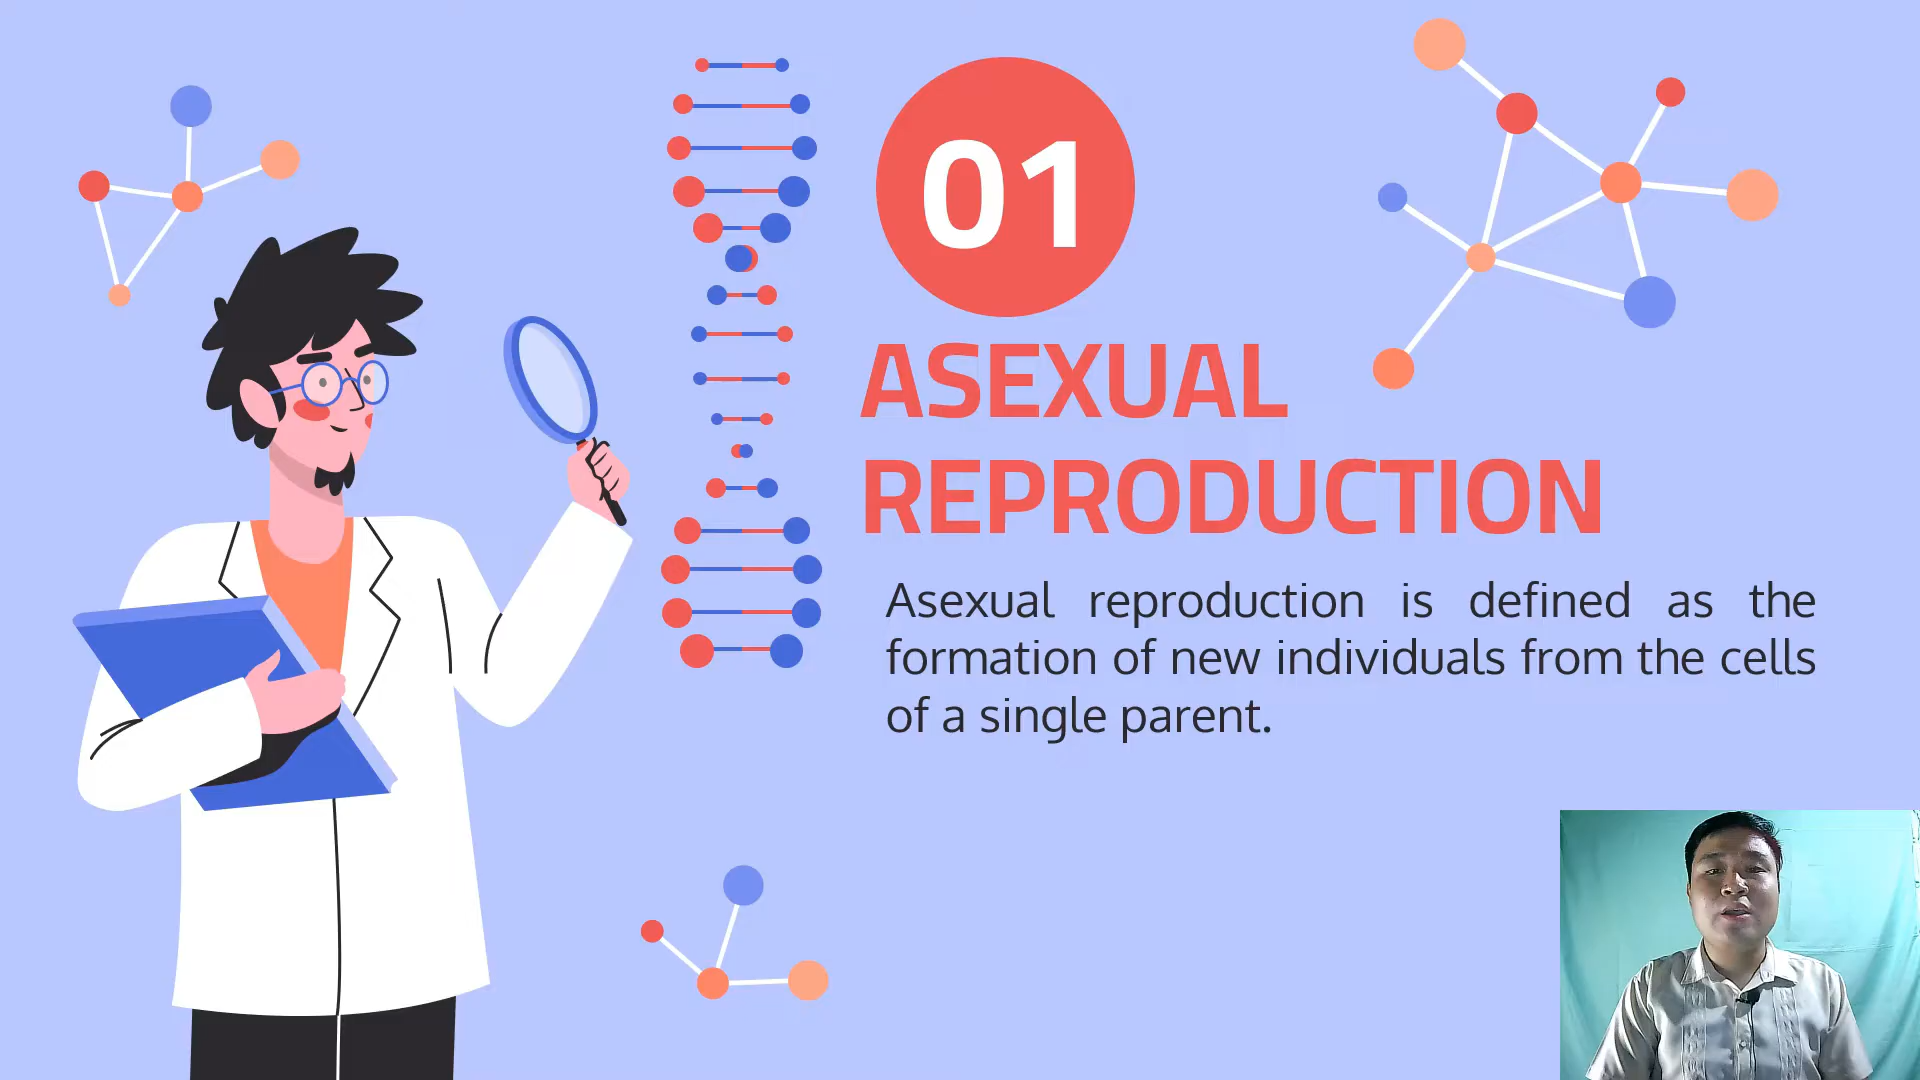 01
ASEXUAL
REPRODUCTION
Asexual reproduction is defined as the
formation of new individuals from the cells
of a single parent.